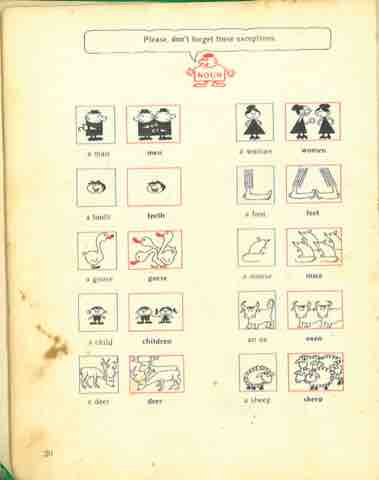 Please, don't forget these exceptions.
NOUN
a man men a woman women
a tooth teeth a foot feet
a goose geese a mouse mice
a child children an ox oxen
a deer deer a sheep sheep
20